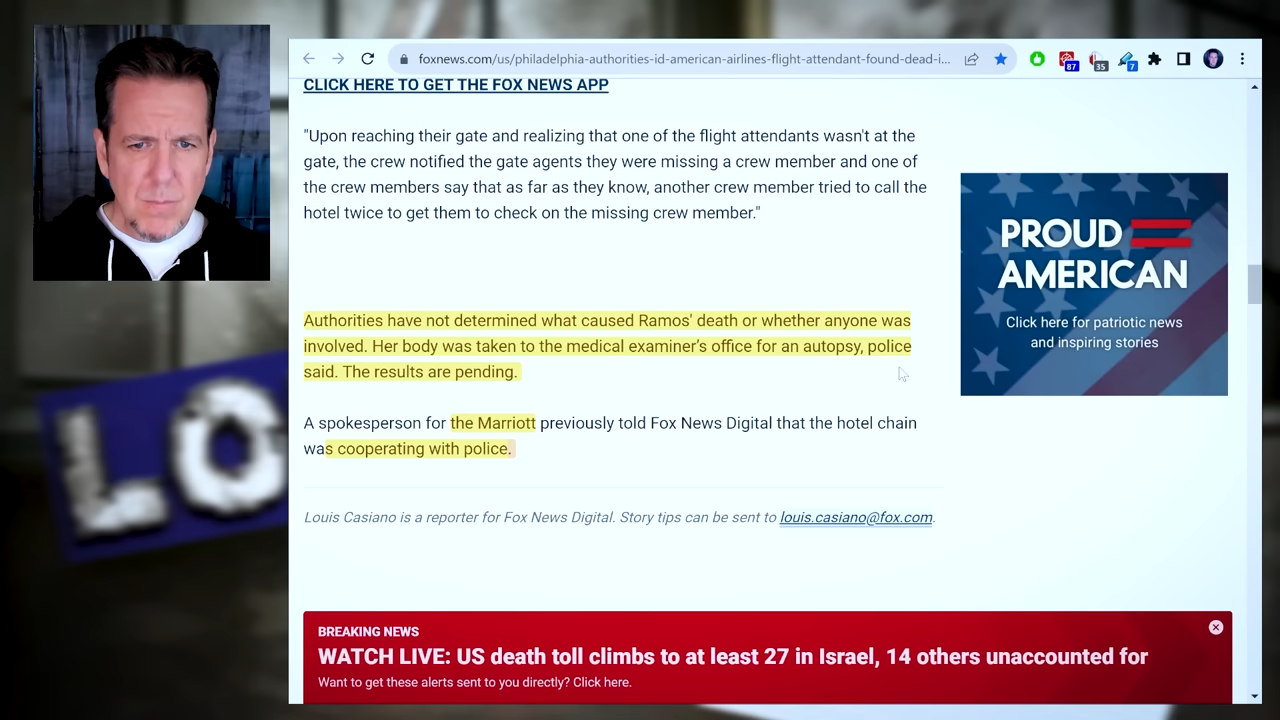 foxnews.com/us/philadelphia-authorities-id-american-airlines-flight-attendant-found-dead-i...
87
35
7
CLICK HERE TO GET THE FOX NEWS APP
"Upon reaching their gate and realizing that one of the flight attendants wasn't at the
gate, the crew notified the gate agents they were missing a crew member and one of
the crew members say that as far as they know, another crew member tried to call the
hotel twice to get them to check on the missing crew member."
PROUD
AMERICAN
Click here for patriotic news
and inspiring stories
Authorities have not determined what caused Ramos' death or whether anyone was
involved. Her body was taken to the medical examiner's office for an autopsy, police
said. The results are pending.
A spokesperson for the Marriott previously told Fox News Digital that the hotel chain
was cooperating with police.
Louis Casiano is a reporter for Fox News Digital. Story tips can be sent to louis.casiano@fox.com.
LO
BREAKING NEWS
WATCH LIVE: US death toll climbs to at least 27 in Israel, 14 others unaccounted for
Want to get these alerts sent to you directly? Click here.